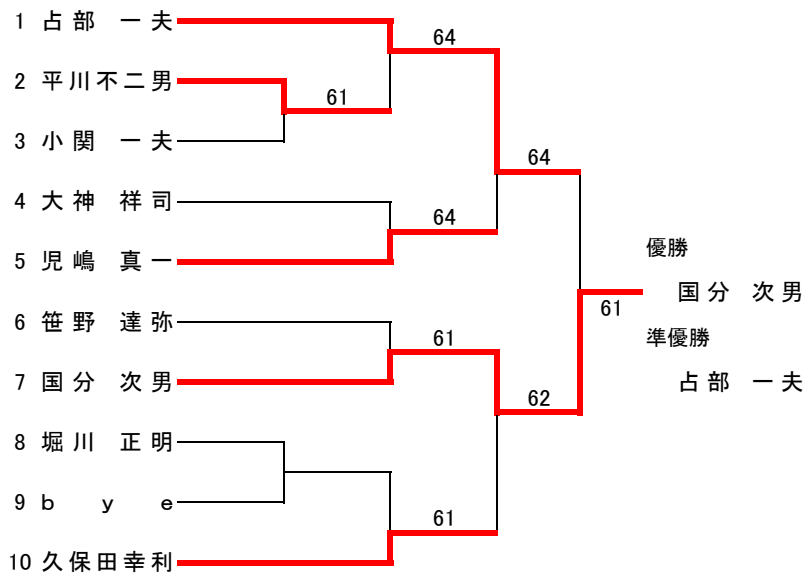 1 占部 一夫
64
2 平川不二男
61
3 小関 一夫
64
4 大神 祥司
64
5 児嶋 真一
優勝
国分 次男
61
6 笹野 達弥
61
準優勝
7 国分 次男
62
占部 一夫
8 堀川 正明
9 bye
61
10 久保田幸利